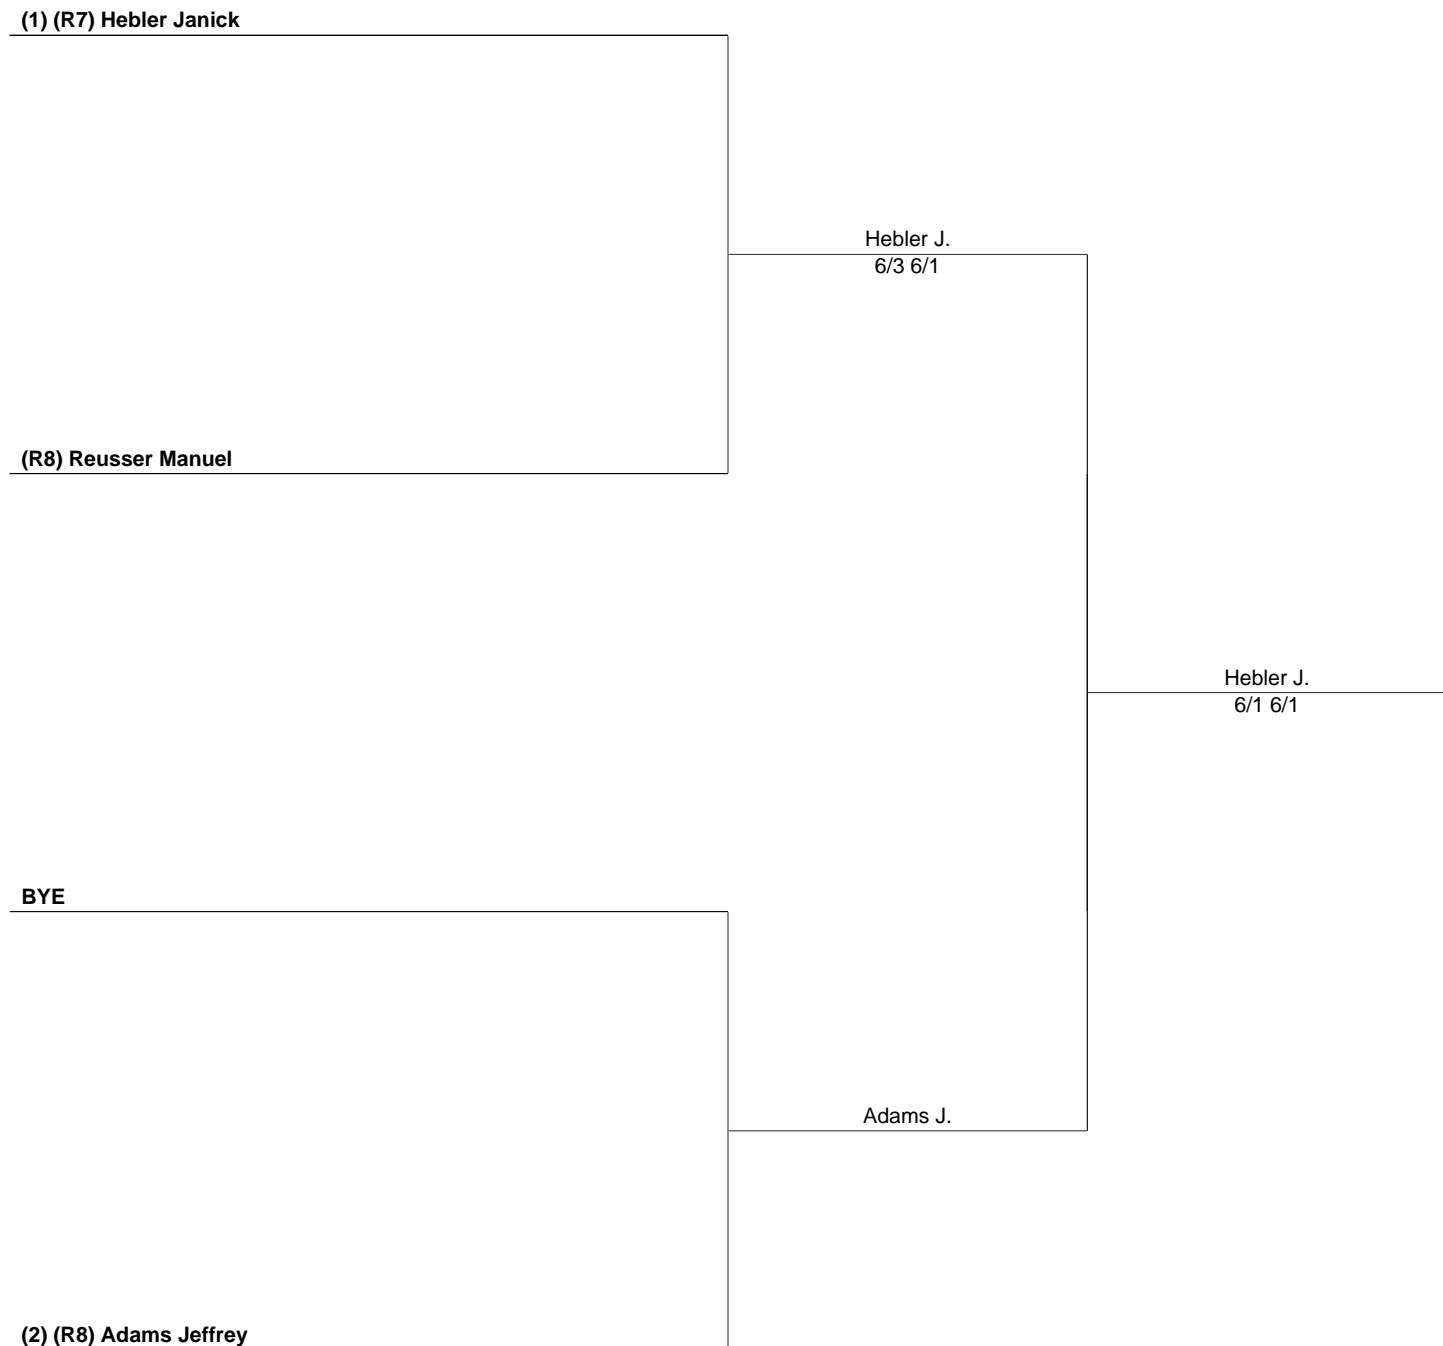 (1) (R7) Hebler Janick
Hebler J.
6/3 6/1
(R8) Reusser Manuel
Hebler J.
6/1 6/1
BYE
Adams J.
(2) (R8) Adams Jeffrey